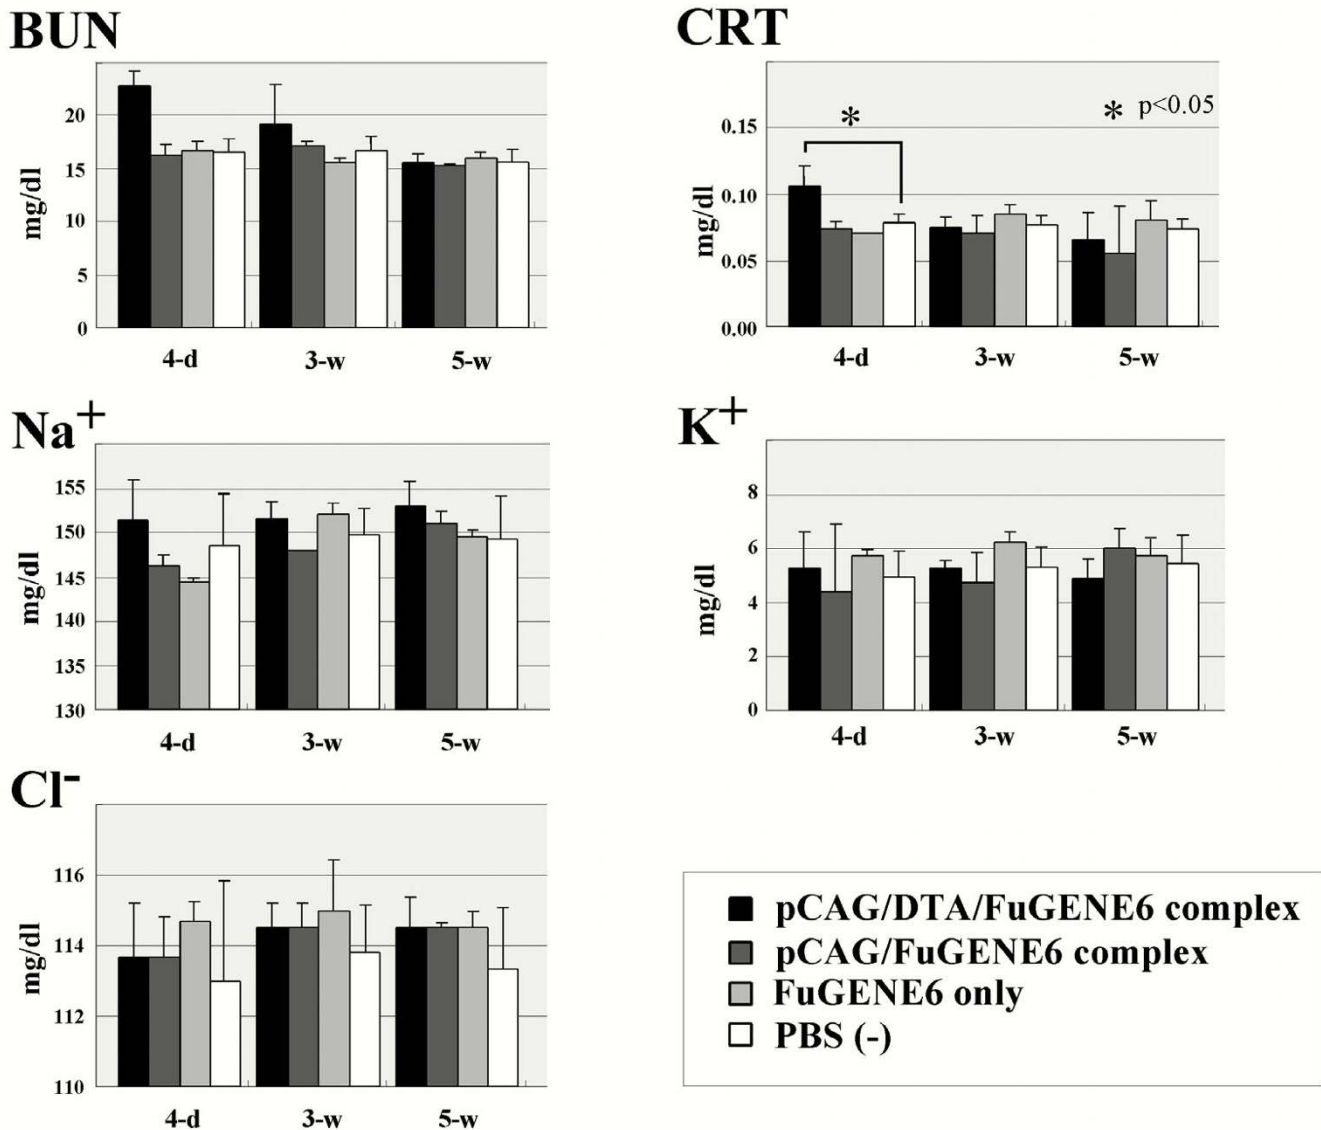 BUN
20
15
10
5
0
mg/dl
4-d 3-w 5-w
CRT
* p<0.05
*
0.15
0.10
0.05
0.00
mg/dl
4-d 3-w 5-w
Na+
155
150
145
140
135
130
mg/dl
4-d 3-w 5-w
K+
8
6
4
2
0
mg/dl
4-d 3-w 5-w
Cl-
116
114
112
110
mg/dl
4-d 3-w 5-w
pCAG/DTA/FuGENE6 complex
pCAG/FuGENE6 complex
FuGENE6 only
PBS (-)